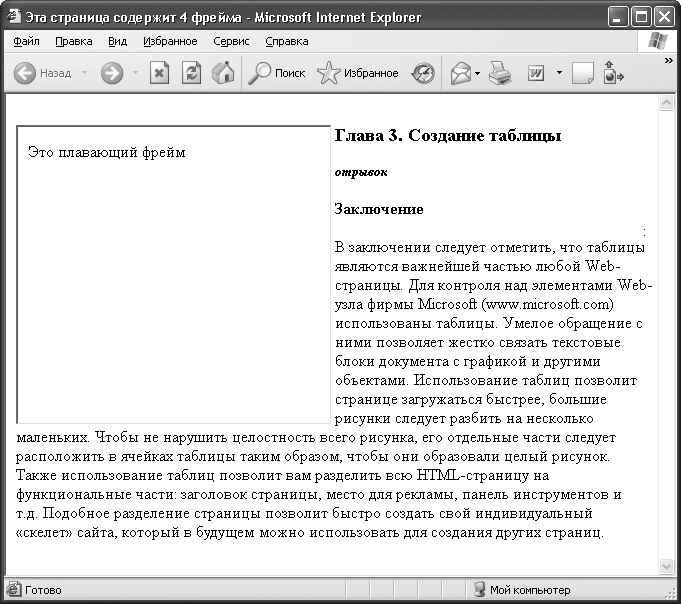 Эта страница содержит 4 фрейма - Microsoft Internet Explorer
Файл Правка Вид Избранное Сервис Справка
Назад Поиск Избранное
Это плавающий фрейм
Глава 3. Создание таблицы
отрывок
Заключение
:
В заключении следует отметить, что таблицы
являются важнейшей частью любой Web-
страницы. Для контроля над элементами Web-
узла фирмы Microsoft (www.microsoft.com)
использованы таблицы. Умелое обращение с
ними позволяет жестко связать текстовые
блоки документа с графикой и другими
объектами. Использование таблиц позволит
странице загружаться быстрее, большие
рисунки следует разбить на несколько
маленьких. Чтобы не нарушить целостность всего рисунка, его отдельные части следует
расположить в ячейках таблицы таким образом, чтобы они образовали целый рисунок.
Также использование таблиц позволит вам разделить всю HTML-страницу на
функциональные части: заголовок страницы, место для рекламы, панель инструментов и
т.д. Подобное разделение страницы позволит быстро создать свой индивидуальный
«скелет» сайта, который в будущем можно использовать для создания других страниц.
Готово Мой компьютер